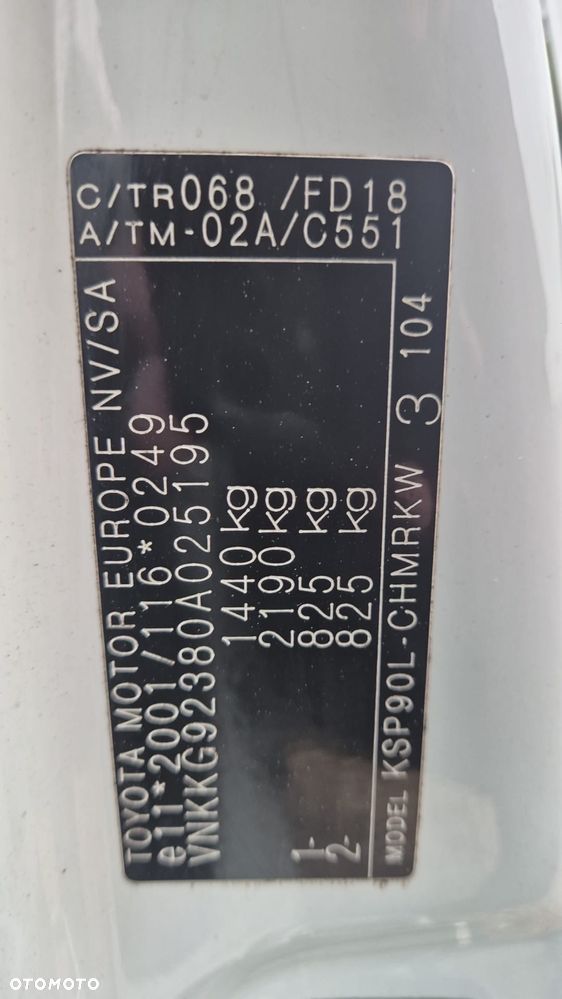 C/TR068 /FD18
A/TM-02A/C551
TOYOTA MOTOR EUROPE NV/SA
e11*2001/116*0249
VNKKG92380A025195
1440 kg
2190 kg
1- 825 kg
2- 825 kg
MODEL KSP90L-CHMRKW 3 104
OTOMOTO